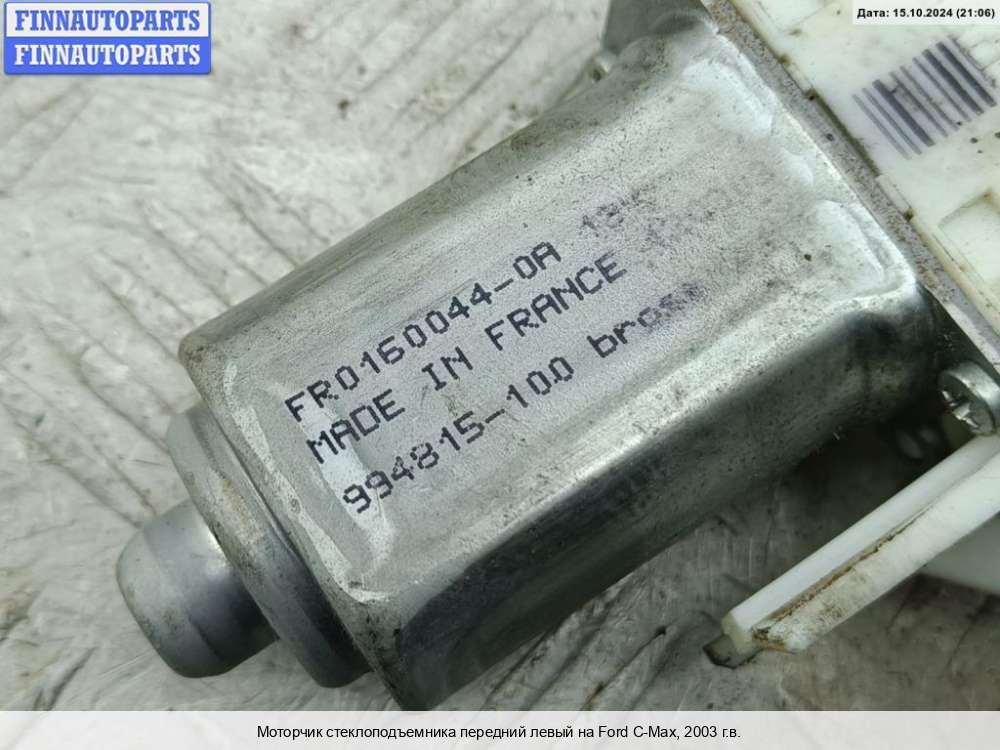 FINNAUTOPARTS
FINNAUTOPARTS
Дата: 15.10.2024 (21:06)
FR0160044-0A
MADE IN FRANCE
994815-100
Моторчик стеклоподъемника передний левый на Ford C-Max, 2003 г.в.